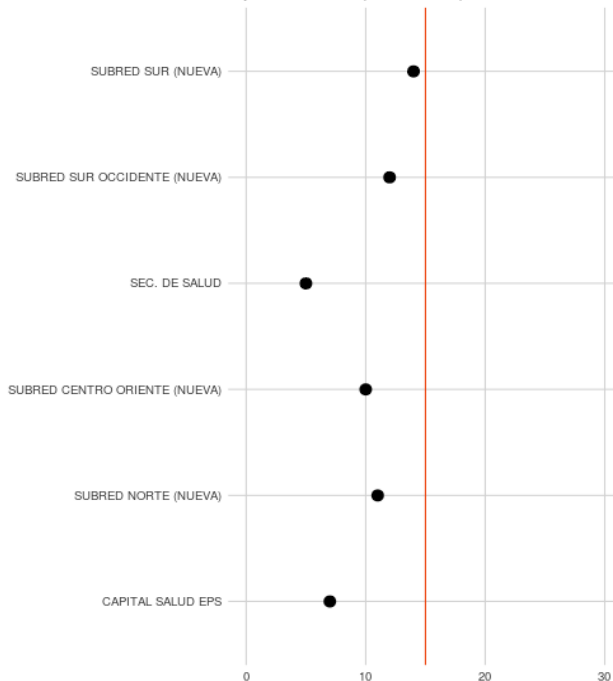 SUBRED SUR (NUEVA)
SUBRED SUR OCCIDENTE (NUEVA)
SEC. DE SALUD
SUBRED CENTRO ORIENTE (NUEVA)
SUBRED NORTE (NUEVA)
CAPITAL SALUD EPS
0 10 20 30